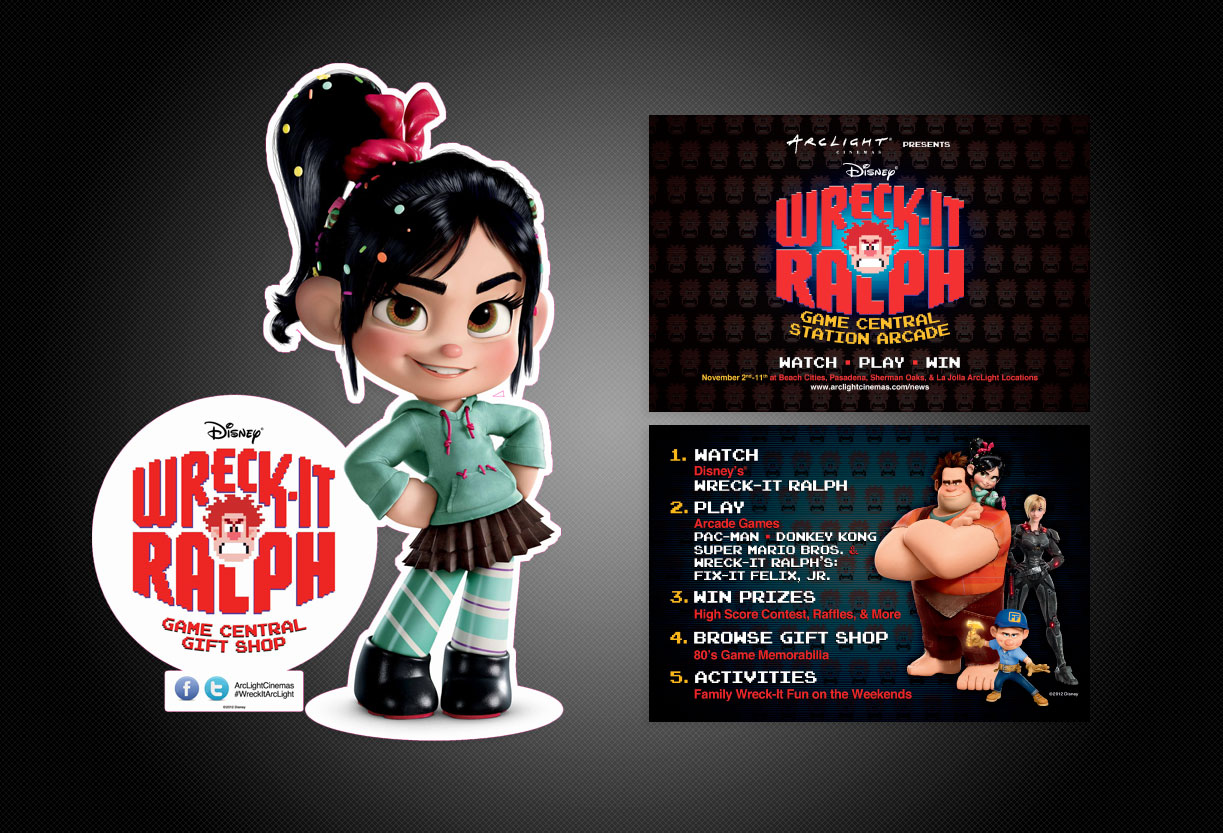 Disney
WRECK-IT
RALPH
GAME CENTRAL
GIFT SHOP
ArcLightCinemas
#WreckItArcLight
©2012 Disney
ARCLIGHT® PRESENTS
CINEMAS
Disney®
WRECK-IT
RALPH
GAME CENTRAL
STATION ARCADE
WATCH ▪ PLAY ▪ WIN
November 2nd-11th at Beach Cities, Pasadena, Sherman Oaks, & La Jolla ArcLight Locations
www.arclightcinemas.com/news
1. WATCH
Disney's®
WRECK-IT RALPH
2. PLAY
Arcade Games
PAC-MAN ▪ DONKEY KONG
SUPER MARIO BROS. &
WRECK-IT RALPH'S:
FIX-IT FELIX, JR.
3. WIN PRIZES
High Score Contest, Raffles, & More
4. BROWSE GIFT SHOP
80's Game Memorabilla
5. ACTIVITIES
Family Wreck-It Fun on the Weekends
©2012 Disney